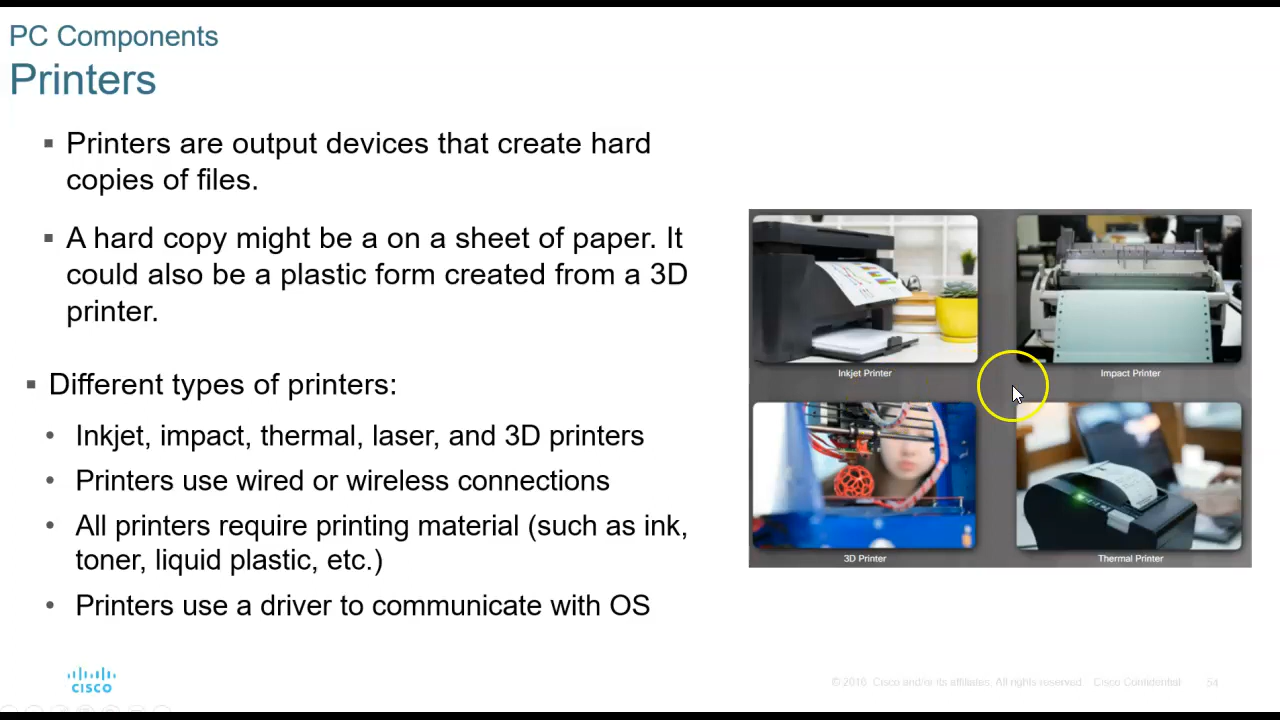 PC Components
Printers
▪ Printers are output devices that create hard
copies of files.
▪ A hard copy might be a on a sheet of paper. It
could also be a plastic form created from a 3D
printer.
▪ Different types of printers:
• Inkjet, impact, thermal, laser, and 3D printers
• Printers use wired or wireless connections
• All printers require printing material (such as ink,
toner, liquid plastic, etc.)
• Printers use a driver to communicate with OS
Inkjet Printer
Impact Printer
3D Printer
Thermal Printer
CISCO
© 2016 Cisco and/or its affiliates. All rights reserved. Cisco Confidential 54